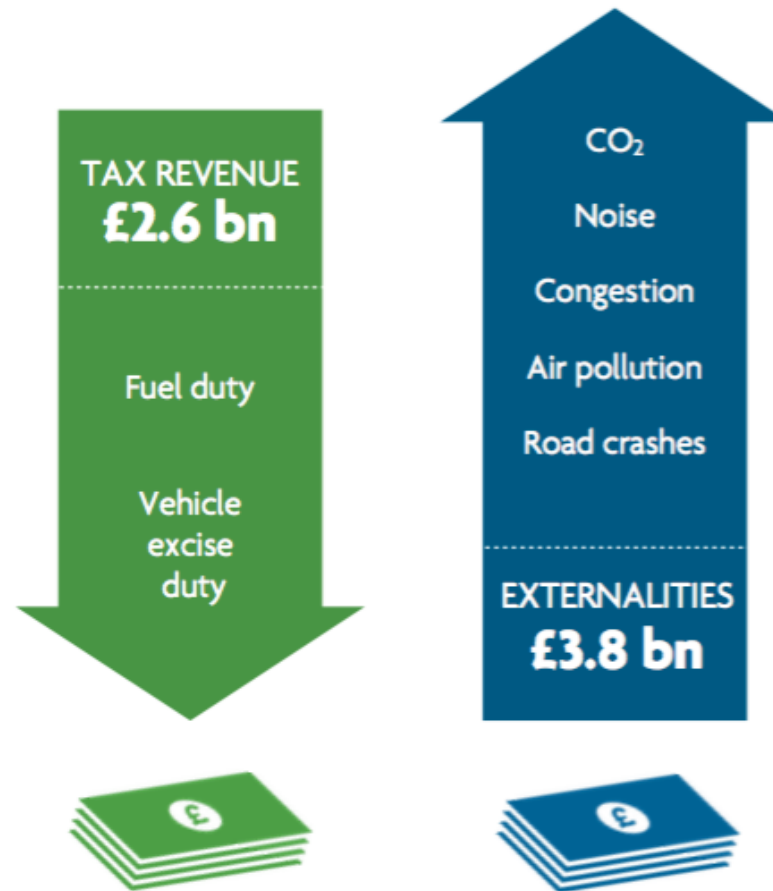 TAX REVENUE
£2.6 bn
Fuel duty
Vehicle
excise
duty
CO₂
Noise
Congestion
Air pollution
Road crashes
EXTERNALITIES
£3.8 bn
£
£